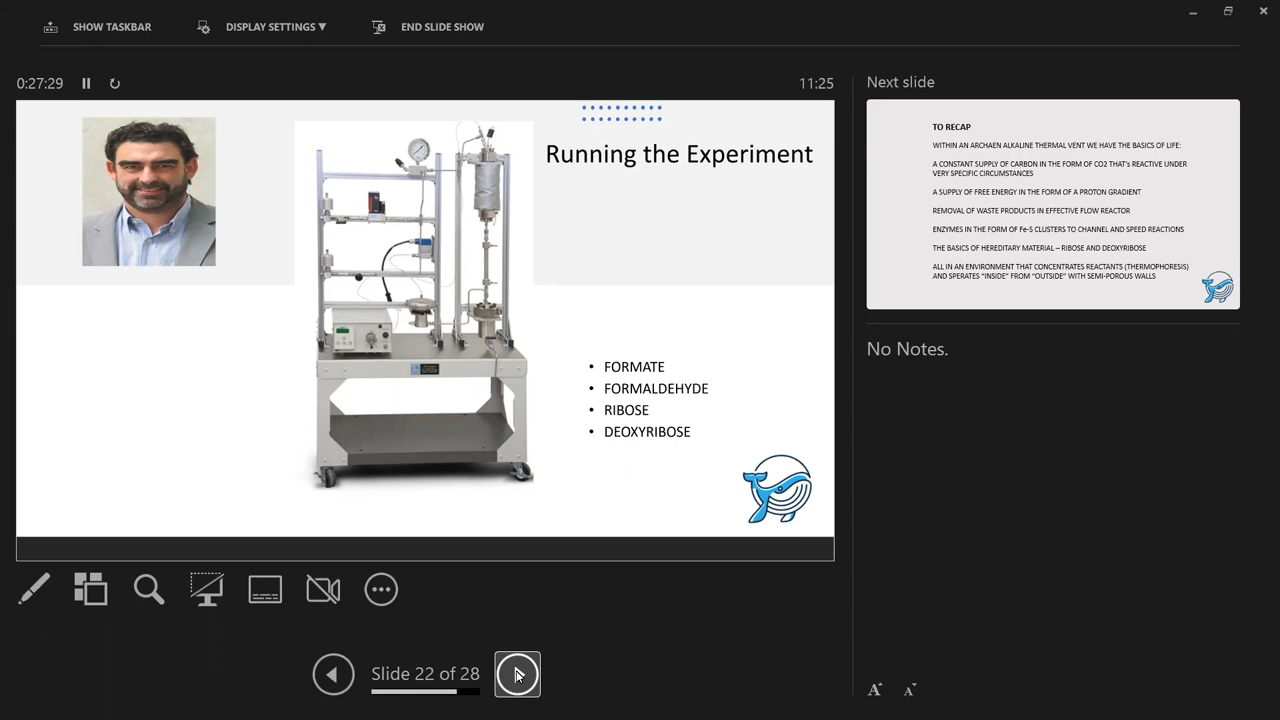 SHOW TASKBAR
DISPLAY SETTINGS ▼
END SLIDE SHOW
0:27:29
11:25
Running the Experiment
• FORMATE
• FORMALDEHYDE
• RIBOSE
• DEOXYRIBOSE
Next slide
TO RECAP
WITHIN AN ARCHAEN ALKALINE THERMAL VENT WE HAVE THE BASICS OF LIFE:
A CONSTANT SUPPLY OF CARBON IN THE FORM OF CO2 THAT'S REACTIVE UNDER
VERY SPECIFIC CIRCUMSTANCES
A SUPPLY OF FREE ENERGY IN THE FORM OF A PROTON GRADIENT
REMOVAL OF WASTE PRODUCTS IN EFFECTIVE FLOW REACTOR
ENZYMES IN THE FORM OF Fe-S CLUSTERS TO CHANNEL AND SPEED REACTIONS
THE BASICS OF HEREDITARY MATERIAL – RIBOSE AND DEOXYRIBOSE
ALL IN AN ENVIRONMENT THAT CONCENTRATES REACTANTS (THERMOPHORESIS)
AND SPERATES "INSIDE" FROM "OUTSIDE" WITH SEMI-POROUS WALLS
No Notes.
Slide 22 of 28
A A